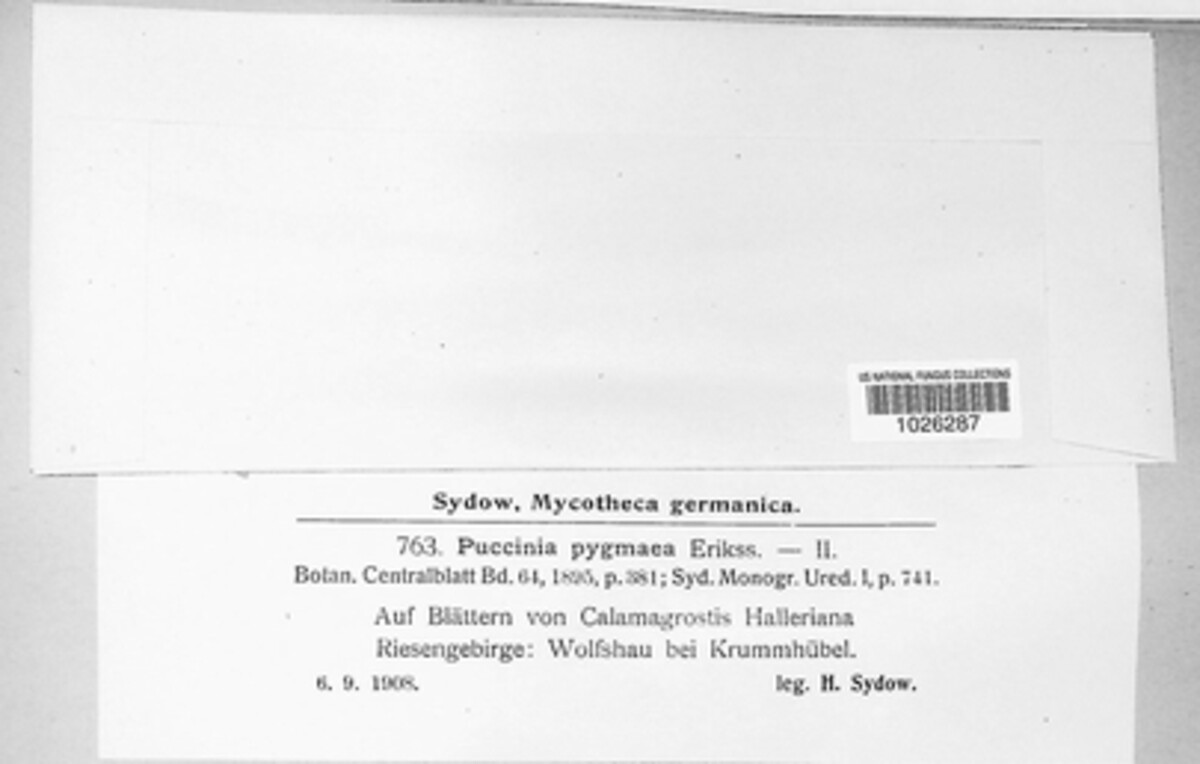 US NATIONAL FUNGUS COLLECTIONS
1026287
Sydow, Mycotheca germanica.
763. Puccinia pygmaea Erikss. — II.
Botan. Centralblatt Bd. 64, 1895, p. 381; Syd. Monogr. Ured. I, p. 741.
Auf Blättern von Calamagrostis Halleriana
Riesengebirge: Wolfshau bei Krummhübel.
6. 9. 1908. leg. H. Sydow.